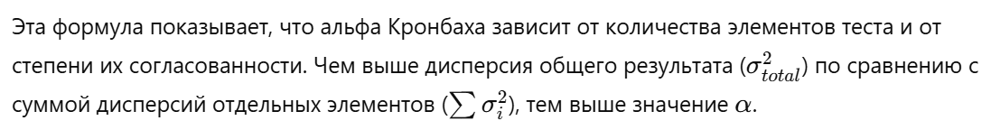 Эта формула показывает, что альфа Кронбаха зависит от количества элементов теста и от
степени их согласованности. Чем выше дисперсия общего результата (σ²_total) по сравнению с
суммой дисперсий отдельных элементов (∑ σ²_i), тем выше значение α.